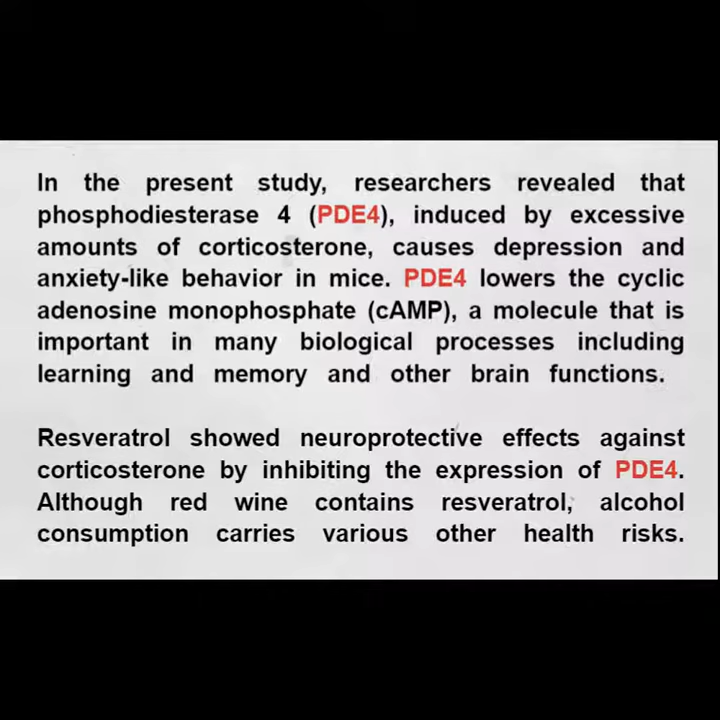 In the present study, researchers revealed that
phosphodiesterase 4 (PDE4), induced by excessive
amounts of corticosterone, causes depression and
anxiety-like behavior in mice. PDE4 lowers the cyclic
adenosine monophosphate (cAMP), a molecule that is
important in many biological processes including
learning and memory and other brain functions.
Resveratrol showed neuroprotective effects against
corticosterone by inhibiting the expression of PDE4.
Although red wine contains resveratrol, alcohol
consumption carries various other health risks.